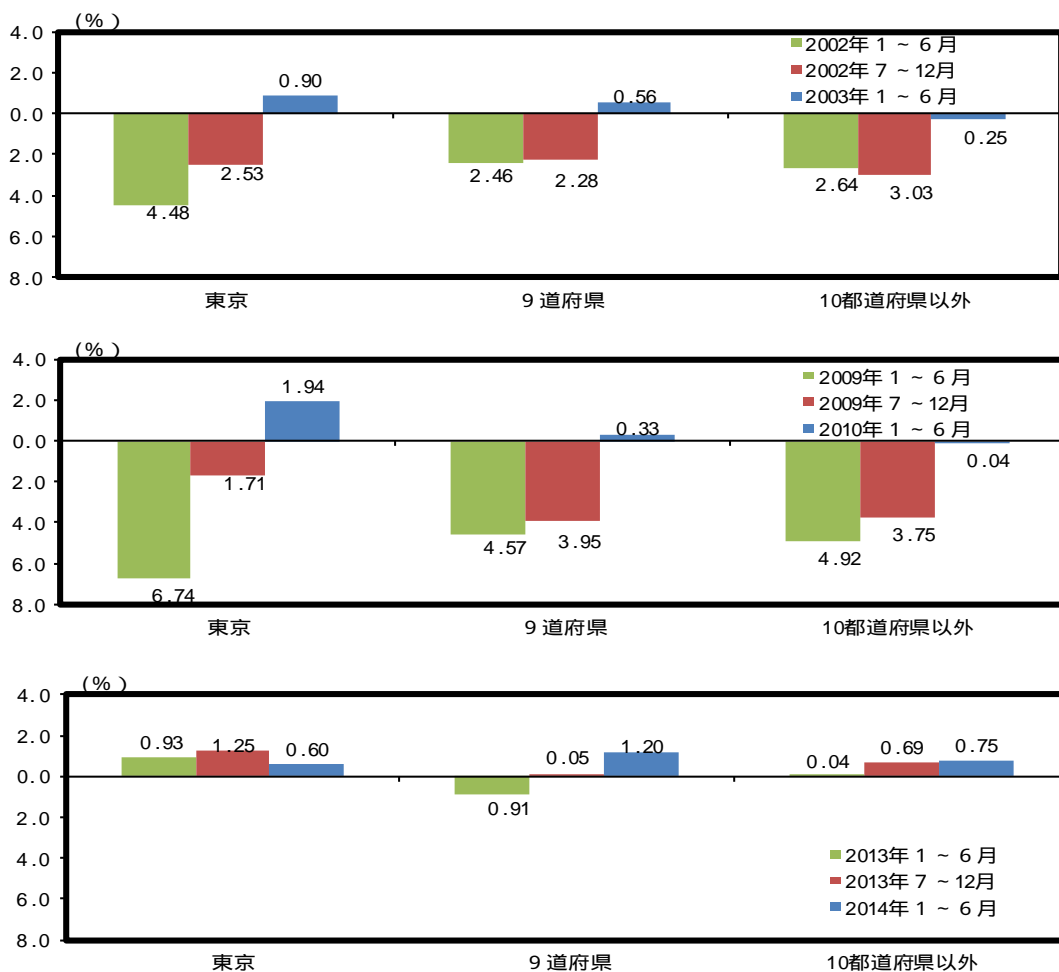 (%)
4.0
2002年 1 ~ 6 月
2.0
2002年 7 ~12月
0.90
0.56
2003年 1 ~ 6 月
0.0
0.25
2.0
2.53
2.46
2.28
2.64
3.03
4.0
4.48
6.0
8.0
東京
9 道府県
10都道府県以外
(%)
4.0
2009年 1 ~ 6 月
1.94
2.0
2009年 7 ~12月
0.33
2010年 1 ~ 6 月
0.0
0.04
2.0
1.71
4.0
4.57
3.95
4.92
3.75
6.0
6.74
8.0
東京
9 道府県
10都道府県以外
(%)
4.0
2.0
0.93
1.25
0.60
0.05
1.20
0.04
0.69
0.75
0.0
0.91
2.0
4.0
2013年 1 ~ 6 月
2013年 7 ~12月
6.0
2014年 1 ~ 6 月
8.0
東京
9 道府県
10都道府県以外